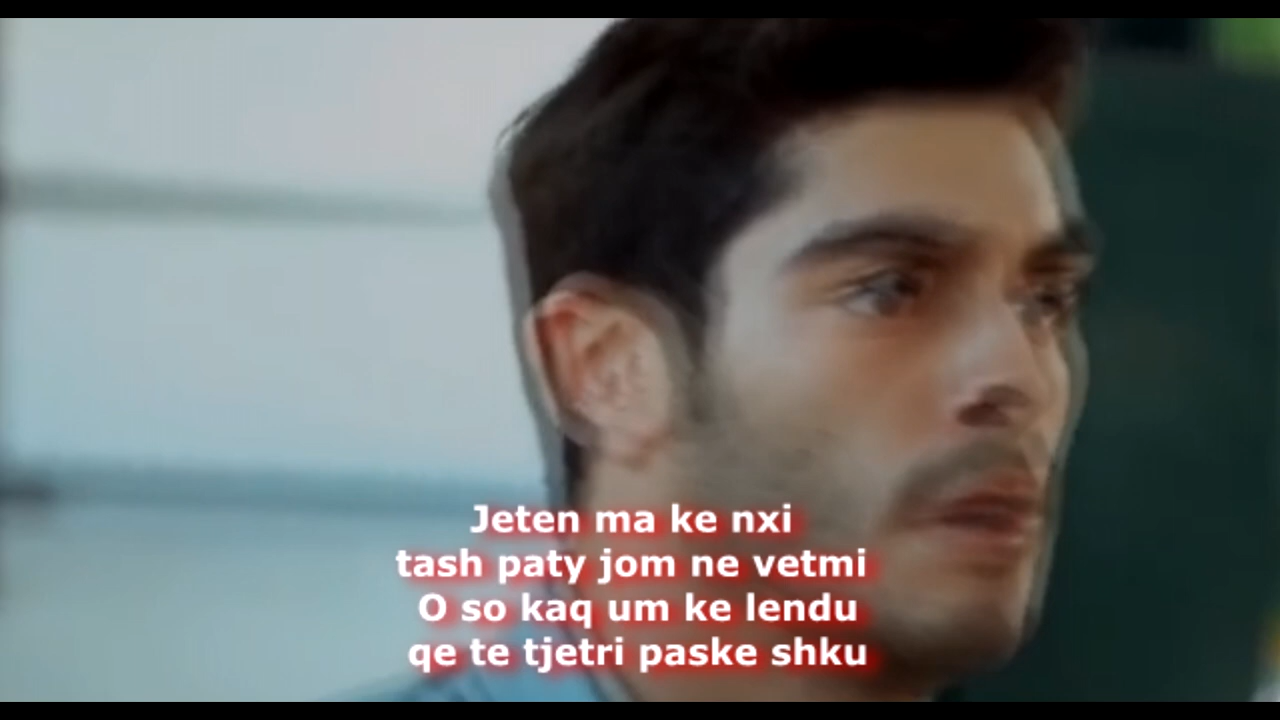 Jeten ma ke nxi
tash paty jom ne vetmi
O so kaq um ke lendu
qe te tjetri paske shku